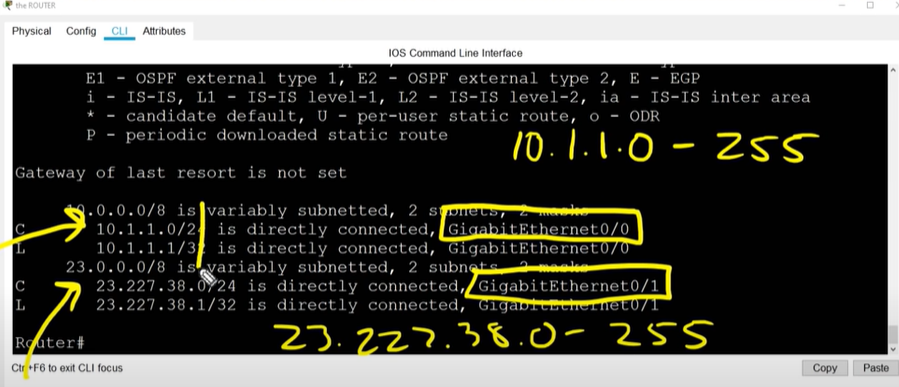 the ROUTER
Physical Config CLI Attributes
IOS Command Line Interface
E1 - OSPF external type 1, E2 - OSPF external type 2, E - EGP
i - IS-IS, L1 - IS-IS level-1, L2 - IS-IS level-2, ia - IS-IS inter area
* - candidate default, U - per-user static route, o - ODR
P - periodic downloaded static route
10.1.1.0 - 255
Gateway of last resort is not set
10.0.0.0/8 is variably subnetted, 2 subnets, 2 masks
C 10.1.1.0/24 is directly connected, GigabitEthernet0/0
L 10.1.1.1/32 is directly connected, GigabitEthernet0/0
23.0.0.0/8 is variably subnetted, 2 subnets, 2 masks
C 23.227.38.0/24 is directly connected, GigabitEthernet0/1
L 23.227.38.1/32 is directly connected, GigabitEthernet0/1
23.227.38.0 - 255
Router#
Ctrl+F6 to exit CLI focus
Copy Paste